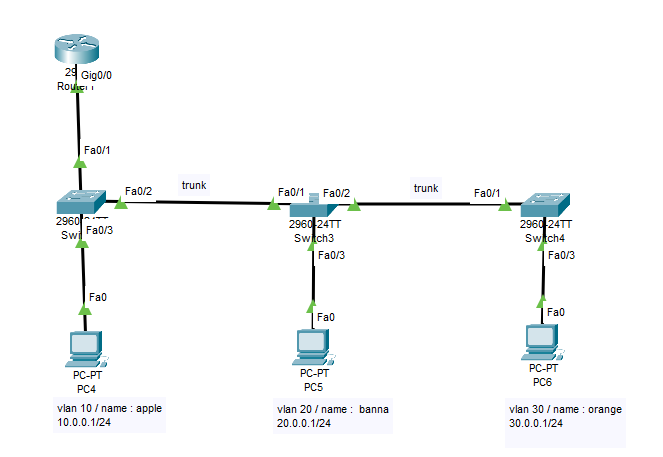 Gig0/0
Fa0/1
Fa0/2
trunk
Fa0/1
Fa0/2
trunk
Fa0/1
Fa0/3
2960-24TT
Switch3
Fa0/3
2960-24TT
Switch4
Fa0/3
Fa0
PC-PT
PC4
Fa0
PC-PT
PC5
Fa0
PC-PT
PC6
vlan 10 / name : apple
10.0.0.1/24
vlan 20 / name : banna
20.0.0.1/24
vlan 30 / name : orange
30.0.0.1/24